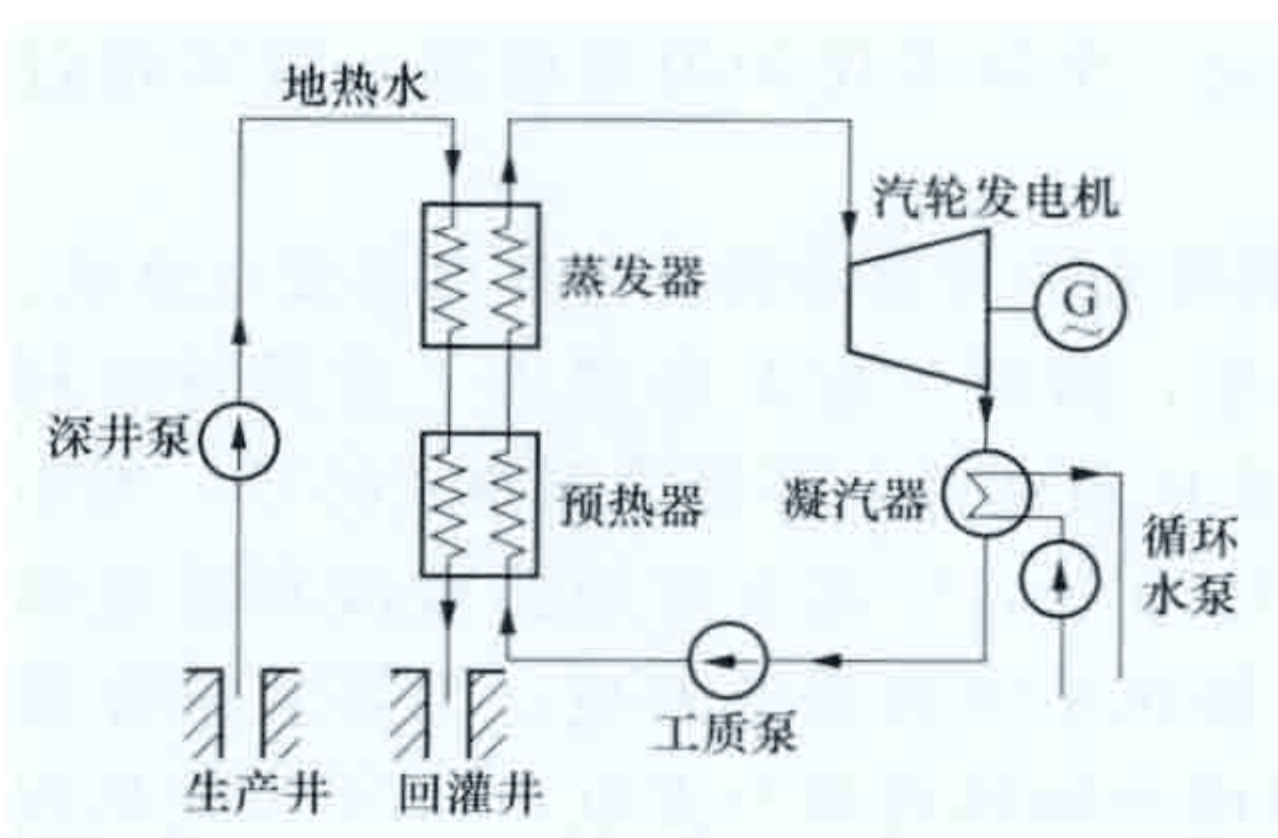 地热水
汽轮发电机
蒸发器
G
深井泵
预热器
凝汽器
循环
水泵
工质泵
生产井
回灌井